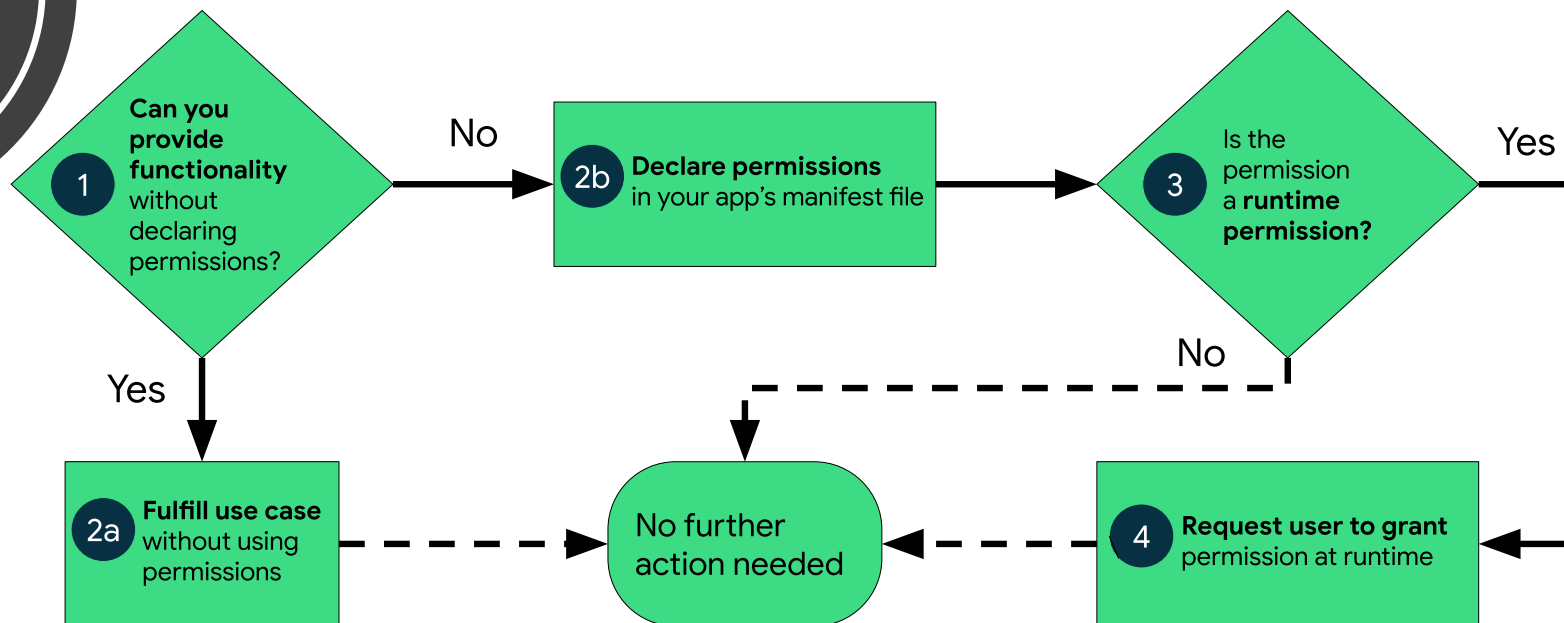 1
Can you
provide
functionality
without
declaring
permissions?
No
2b
Declare permissions
in your app's manifest file
3
Is the
permission
a runtime
permission?
Yes
Yes
No
2a
Fulfill use case
without using
permissions
No further
action needed
4
Request user to grant
permission at runtime